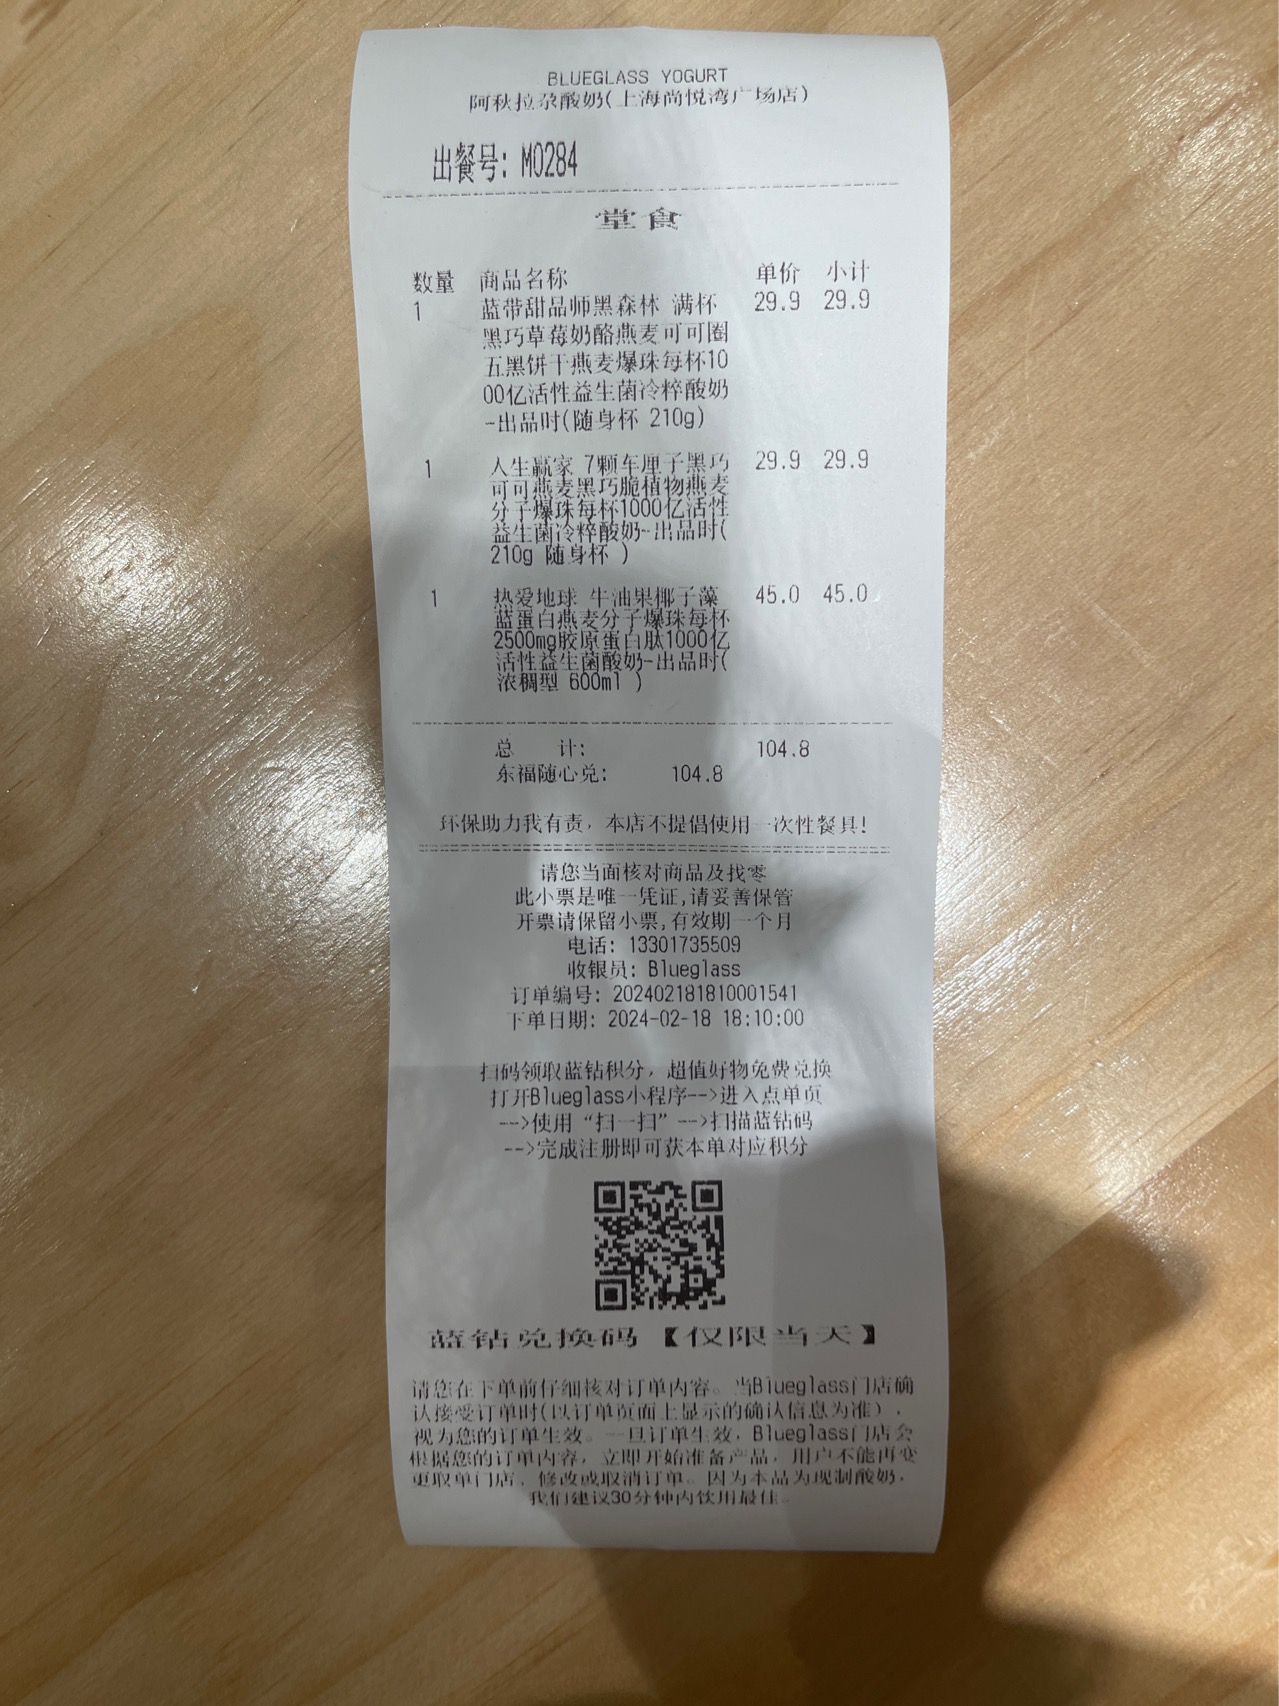 BLUEGLASS YOGURT
阿秋拉尕酸奶(上海尚悦湾广场店)
出餐号: M0284
堂食
数量 商品名称 单价 小计
1 蓝带甜品师黑森林 满杯 29.9 29.9
黑巧草莓奶酪燕麦可可圈
五黑饼干燕麦爆珠每杯10
00亿活性益生菌冷粹酸奶
-出品时(随身杯 210g)
1 人生赢家 7颗车厘子黑巧 29.9 29.9
可可燕麦黑巧脆植物燕麦
分子爆珠每杯1000亿活性
益生菌冷粹酸奶-出品时(
210g 随身杯 )
1 热爱地球 牛油果椰子藻 45.0 45.0
蓝蛋白燕麦分子爆珠每杯
2500mg胶原蛋白肽1000亿
活性益生菌酸奶-出品时(
浓稠型 600ml )
总 计: 104.8
东福随心兑: 104.8
环保助力我有责，本店不提倡使用一次性餐具!
请您当面核对商品及找零
此小票是唯一凭证,请妥善保管
开票请保留小票,有效期一个月
电话: 13301735509
收银员: Blueglass
订单编号: 202402181810001541
下单日期: 2024-02-18 18:10:00
扫码领取蓝钻积分，超值好物免费兑换
打开Blueglass小程序-->进入点单页
-->使用“扫一扫”-->扫描蓝钻码
-->完成注册即可获本单对应积分
蓝钻兑换码【仅限当天】
请您在下单前仔细核对订单内容。当Blueglass门店确
认接受订单时(以订单页面上显示的确认信息为准)，
视为您的订单生效。一旦订单生效，Blueglass门店会
根据您的订单内容，立即开始准备产品，用户不能再变
更取单门店，修改或取消订单。因为本品为现制酸奶，
我们建议30分钟内饮用最佳。